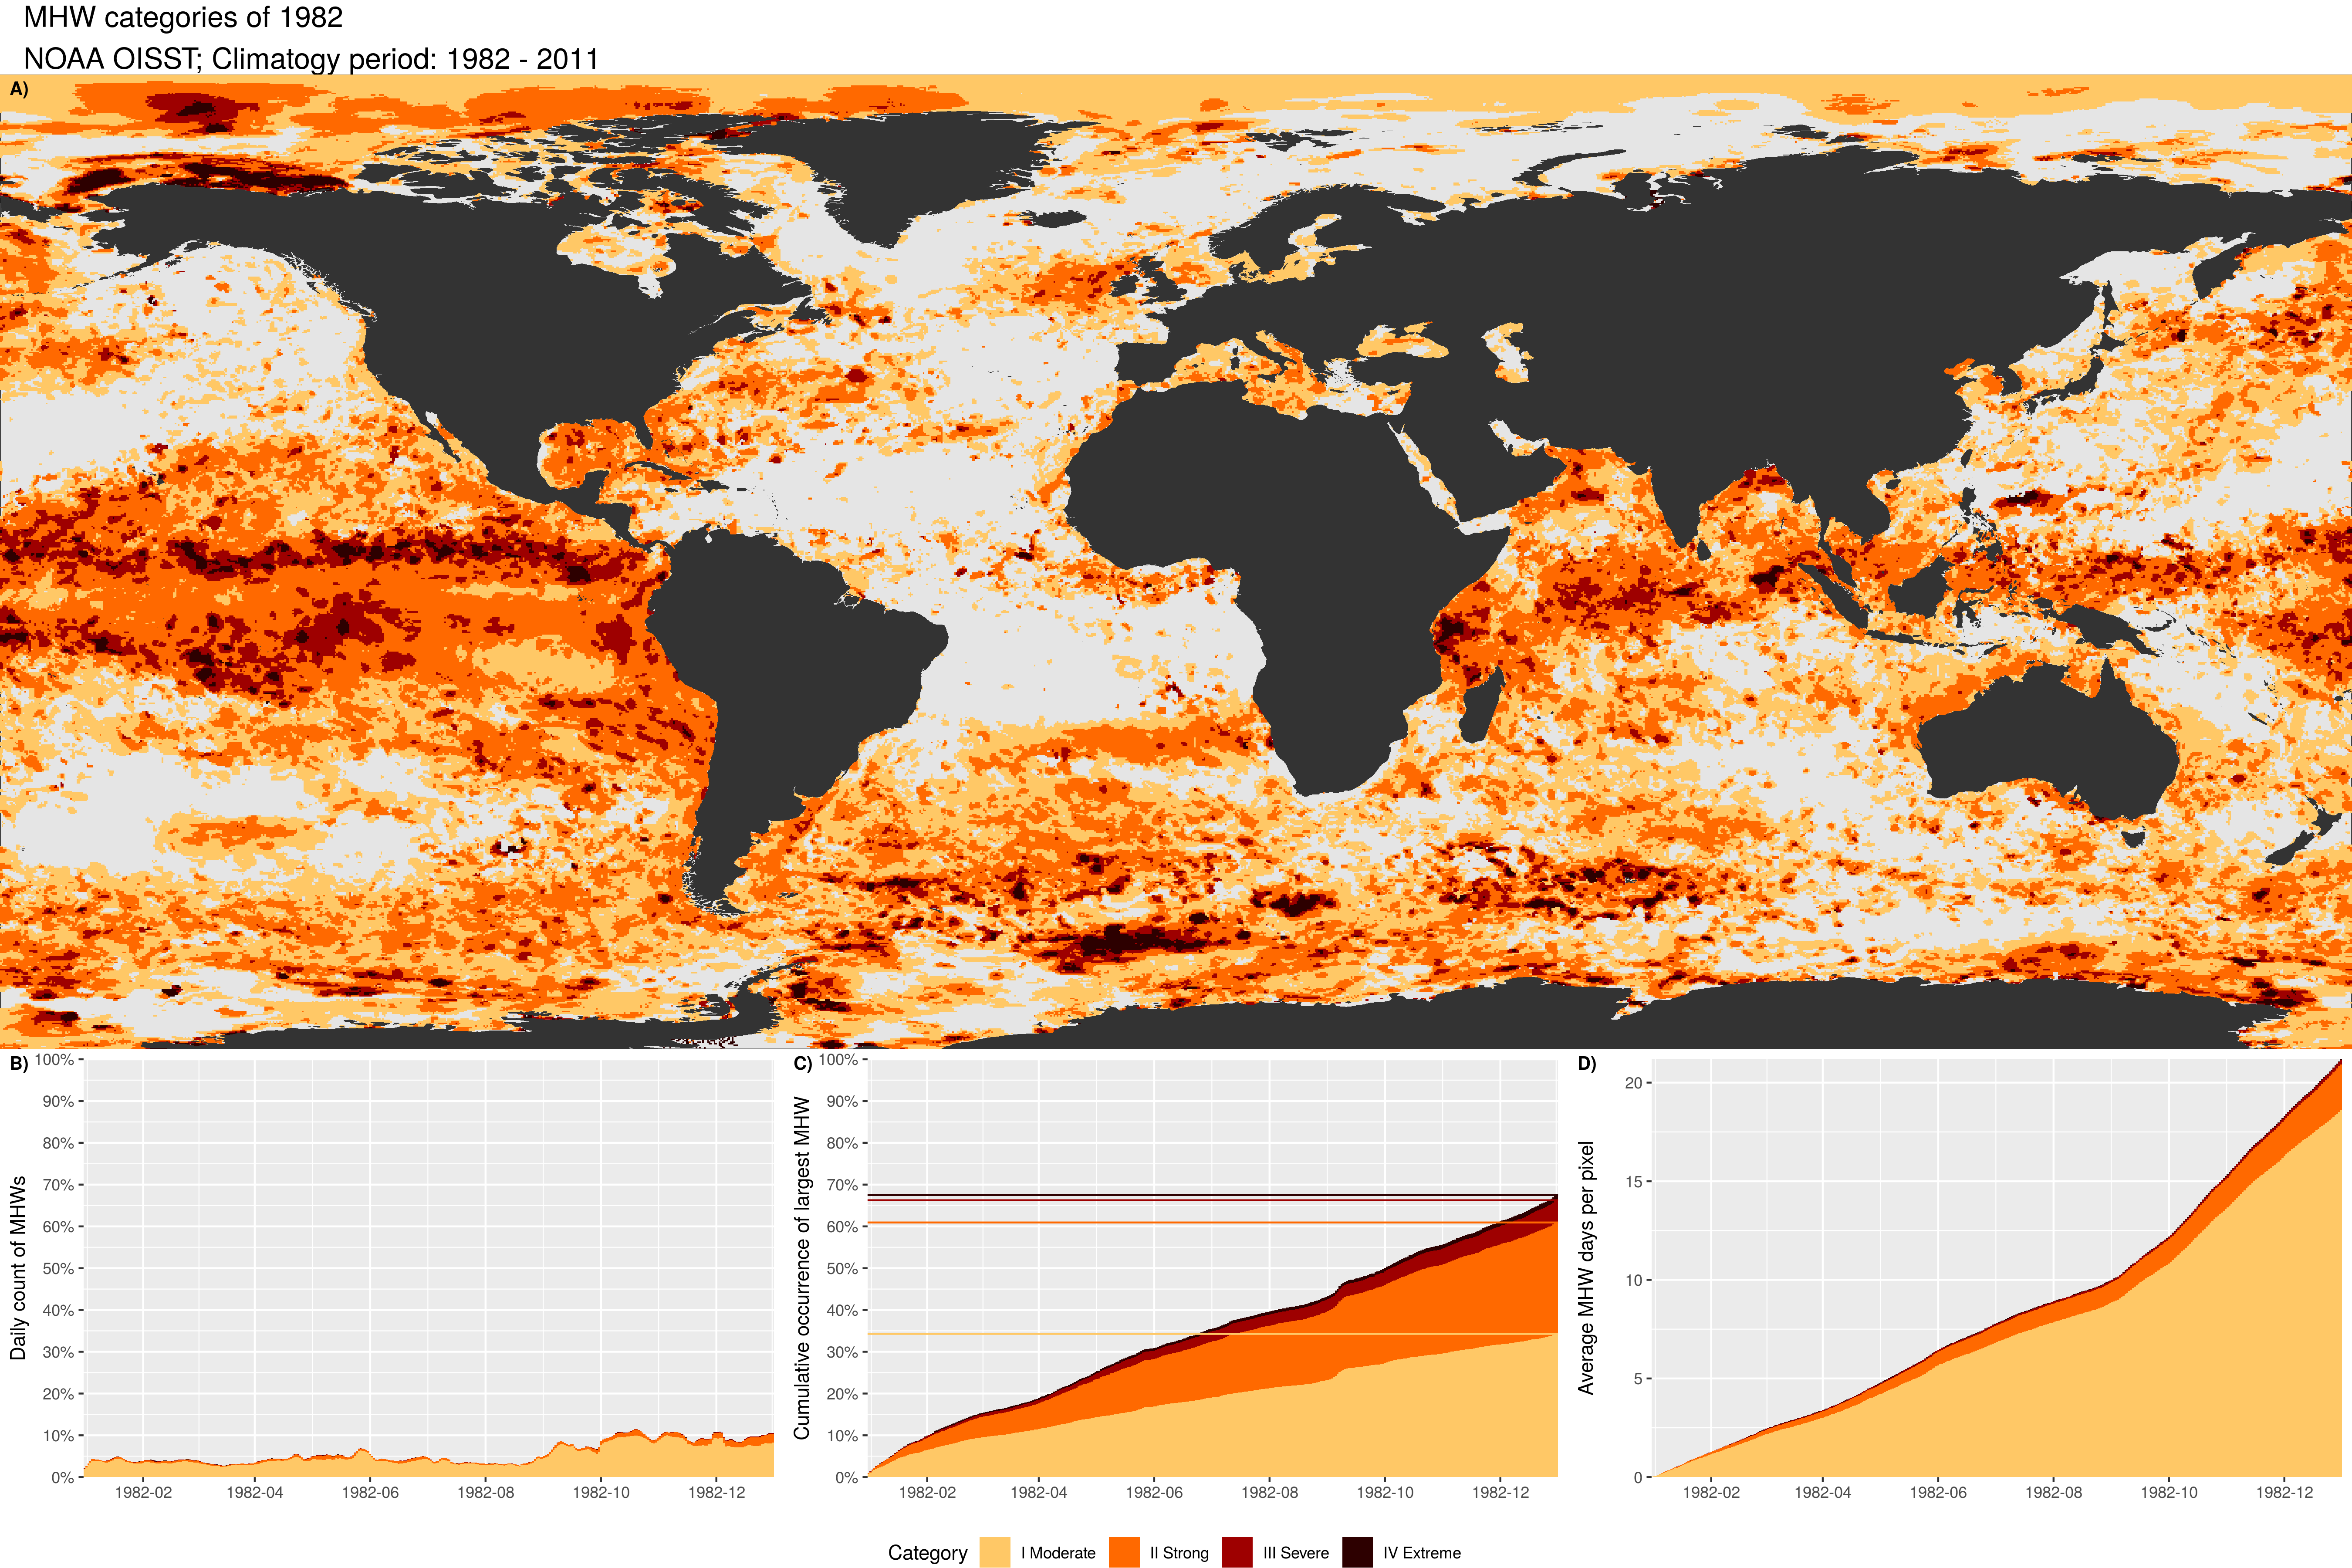 MHW categories of 1982
NOAA OISST; Climatogy period: 1982 - 2011
A)
B)
Daily count of MHWs
100%
90%
80%
70%
60%
50%
40%
30%
20%
10%
0%
1982-02 1982-04 1982-06 1982-08 1982-10 1982-12
C)
Cumulative occurrence of largest MHW
100%
90%
80%
70%
60%
50%
40%
30%
20%
10%
0%
1982-02 1982-04 1982-06 1982-08 1982-10 1982-12
D)
Average MHW days per pixel
20
15
10
5
0
1982-02 1982-04 1982-06 1982-08 1982-10 1982-12
Category I Moderate II Strong III Severe IV Extreme